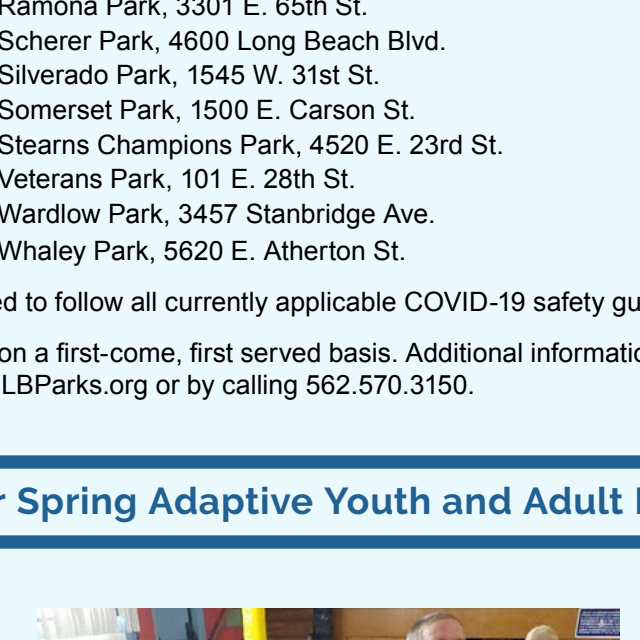 Ramona Park, 3301 E. 65th St.
Scherer Park, 4600 Long Beach Blvd.
Silverado Park, 1545 W. 31st St.
Somerset Park, 1500 E. Carson St.
Stearns Champions Park, 4520 E. 23rd St.
Veterans Park, 101 E. 28th St.
Wardlow Park, 3457 Stanbridge Ave.
Whaley Park, 5620 E. Atherton St.
to follow all currently applicable COVID-19 safety
on a first-come, first served basis. Additional
LBParks.org or by calling 562.570.3150.
Spring Adaptive Youth and Adult